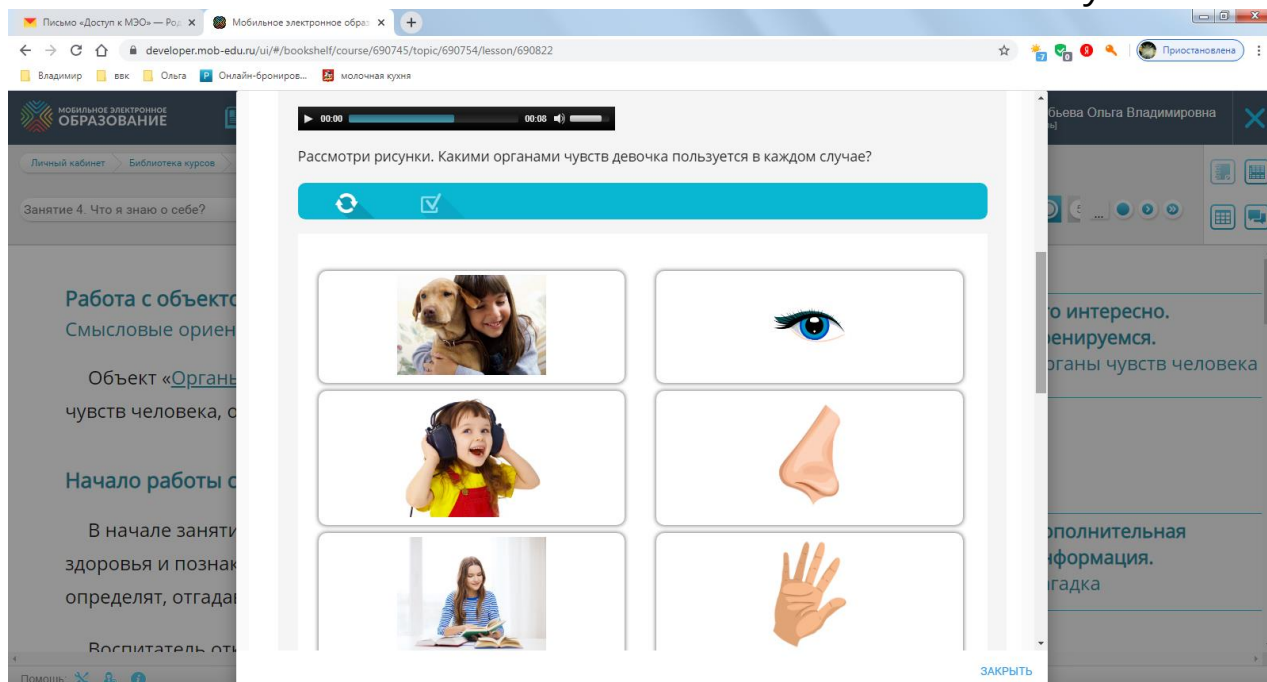 Письмо «Доступ к МЭО» — Род
Мобильное электронное образ
developer.mob-edu.ru/ui/#/bookshelf/course/690745/topic/690754/lesson/690822
Приостановлена
Владимир
ввк
Ольга
Онлайн-брониров...
молочная кухня
МОБИЛЬНОЕ ЭЛЕКТРОННОЕ
ОБРАЗОВАНИЕ
00:00
00:08
бьева Ольга Владимировна
Личный кабинет
Библиотека курсов
Рассмотри рисунки. Какими органами чувств девочка пользуется в каждом случае?
Занятие 4. Что я знаю о себе?
Работа с объекто
Смысловые ориен
Объект «Органы
чувств человека, о
Начало работы с
В начале заняти
здоровья и познак
определят, отгадав
Воспитатель отк
о интересно.
ренируемся.
рганы чувств человека
ополнительная
нформация.
агадка
ЗАКРЫТЬ
Помощь: